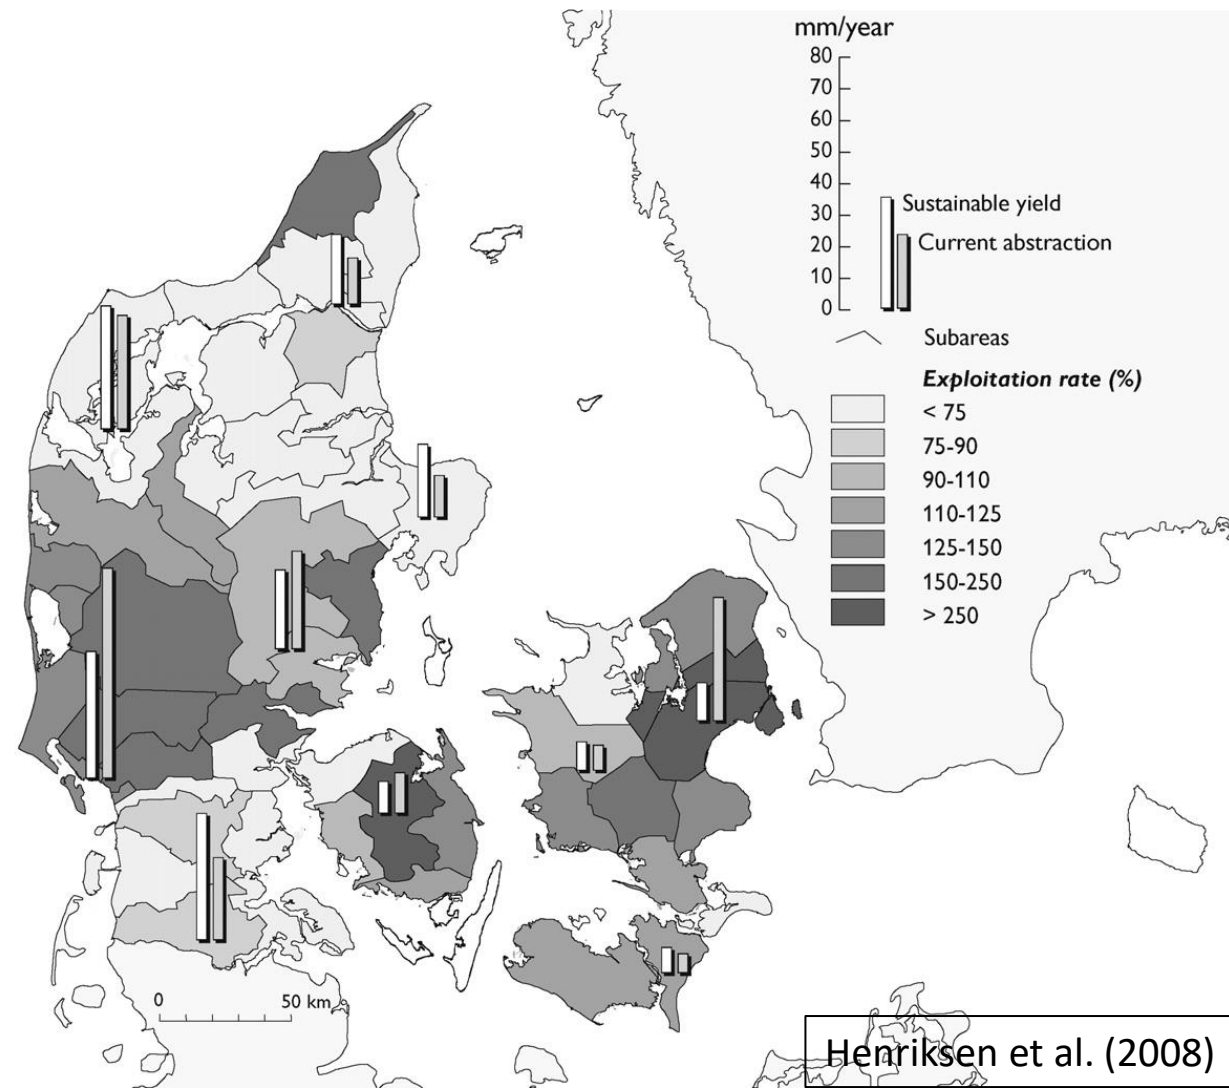 mm/year
80
70
60
50
40
30
20
10
0
Sustainable yield
Current abstraction
Subareas
Exploitation rate (%)
< 75
75-90
90-110
110-125
125-150
150-250
> 250
0 50 km
Henriksen et al. (2008)